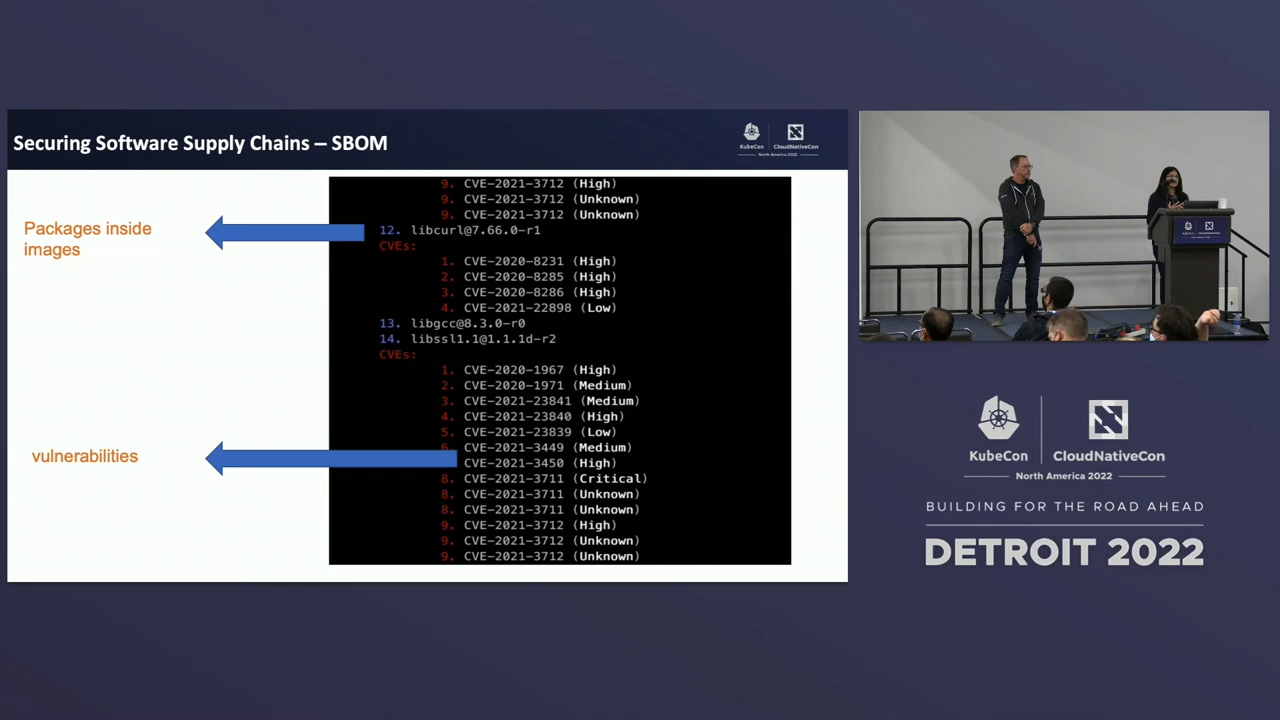 Securing Software Supply Chains – SBOM
KubeCon
CloudNativeCon
North America 2022
Packages inside
images
vulnerabilities
9. CVE-2021-3712 (High)
9. CVE-2021-3712 (Unknown)
9. CVE-2021-3712 (Unknown)
12. libcurl@7.66.0-r1
CVEs:
1. CVE-2020-8231 (High)
2. CVE-2020-8285 (High)
3. CVE-2020-8286 (High)
4. CVE-2021-22898 (Low)
13. libgcc@8.3.0-r0
14. libssl1.1@1.1.1d-r2
CVEs:
1. CVE-2020-1967 (High)
2. CVE-2020-1971 (Medium)
3. CVE-2021-23841 (Medium)
4. CVE-2021-23840 (High)
5. CVE-2021-23839 (Low)
6. CVE-2021-3449 (Medium)
CVE-2021-3450 (High)
8. CVE-2021-3711 (Critical)
8. CVE-2021-3711 (Unknown)
8. CVE-2021-3711 (Unknown)
9. CVE-2021-3712 (High)
9. CVE-2021-3712 (Unknown)
9. CVE-2021-3712 (Unknown)
KubeCon
CloudNativeCon
North America 2022
BUILDING FOR THE ROAD AHEAD
DETROIT 2022